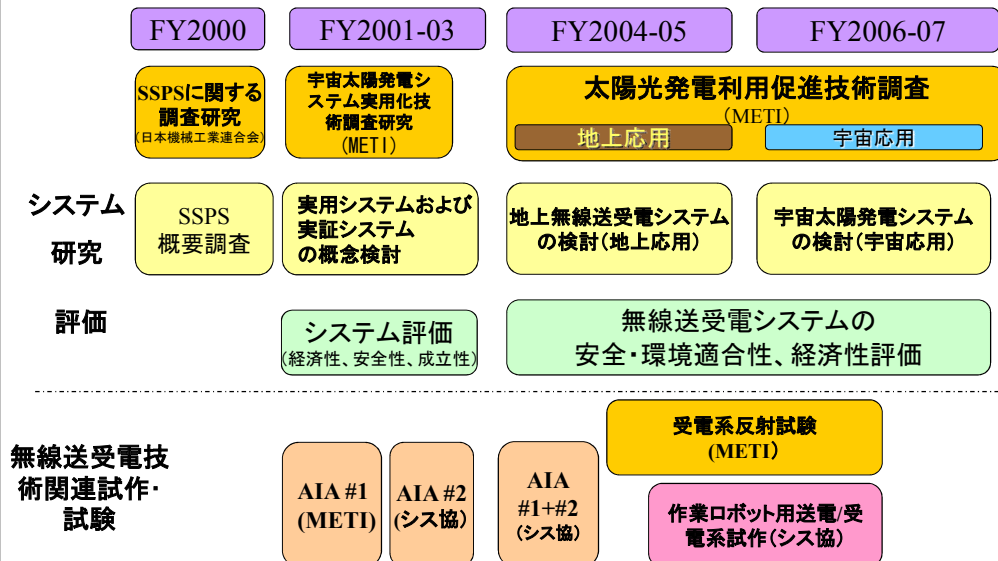 FY2000
FY2001-03
FY2004-05
FY2006-07
SSPSに関する
調査研究
(日本機械工業連合会)
宇宙太陽発電シ
ステム実用化技
術調査研究
(METI)
太陽光発電利用促進技術調査
(METI)
地上応用
宇宙応用
システム
研究
SSPS
概要調査
実用システムおよび
実証システム
の概念検討
地上無線送受電システム
の検討(地上応用)
宇宙太陽発電システム
の検討(宇宙応用)
評価
システム評価
(経済性、安全性、成立性)
無線送受電システムの
安全・環境適合性、経済性評価
無線送受電技
術関連試作・
試験
AIA #1
(METI)
AIA #2
(シス協)
AIA
#1+#2
(シス協)
受電系反射試験
(METI)
作業ロボット用送電/受
電系試作(シス協)